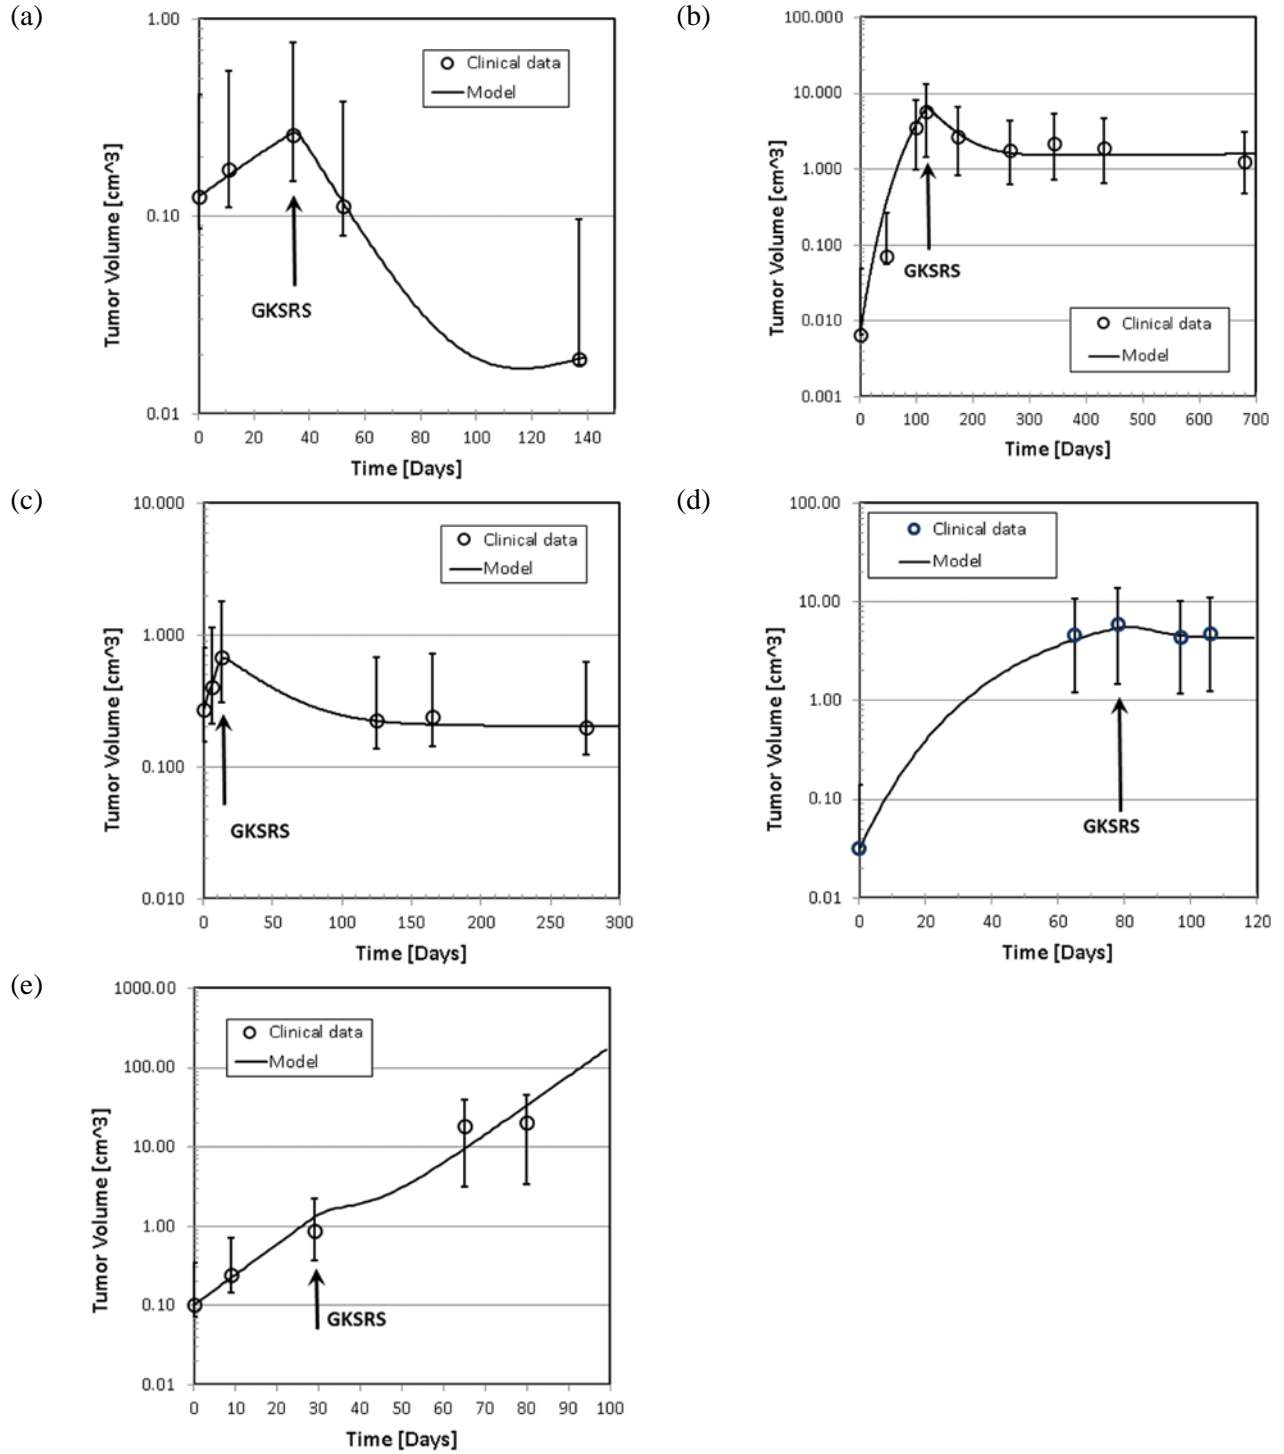 (a)
1.00
0.10
0.01
Tumor Volume [cm^3]
Clinical data
Model
GKSRS
0 20 40 60 80 100 120 140
Time [Days]
(b)
100.000
10.000
1.000
0.100
0.010
0.001
Tumor Volume [cm^3]
GKSRS
Clinical data
Model
0 100 200 300 400 500 600 700
Time [Days]
(c)
10.000
1.000
0.100
0.010
Tumor Volume [cm^3]
Clinical data
Model
GKSRS
0 50 100 150 200 250 300
Time [Days]
(d)
100.00
10.00
1.00
0.10
0.01
Tumor Volume [cm^3]
Clinical data
Model
GKSRS
0 20 40 60 80 100 120
Time [Days]
(e)
1000.00
100.00
10.00
1.00
0.10
0.01
Tumor Volume [cm^3]
Clinical data
Model
GKSRS
0 10 20 30 40 50 60 70 80 90 100
Time [Days]